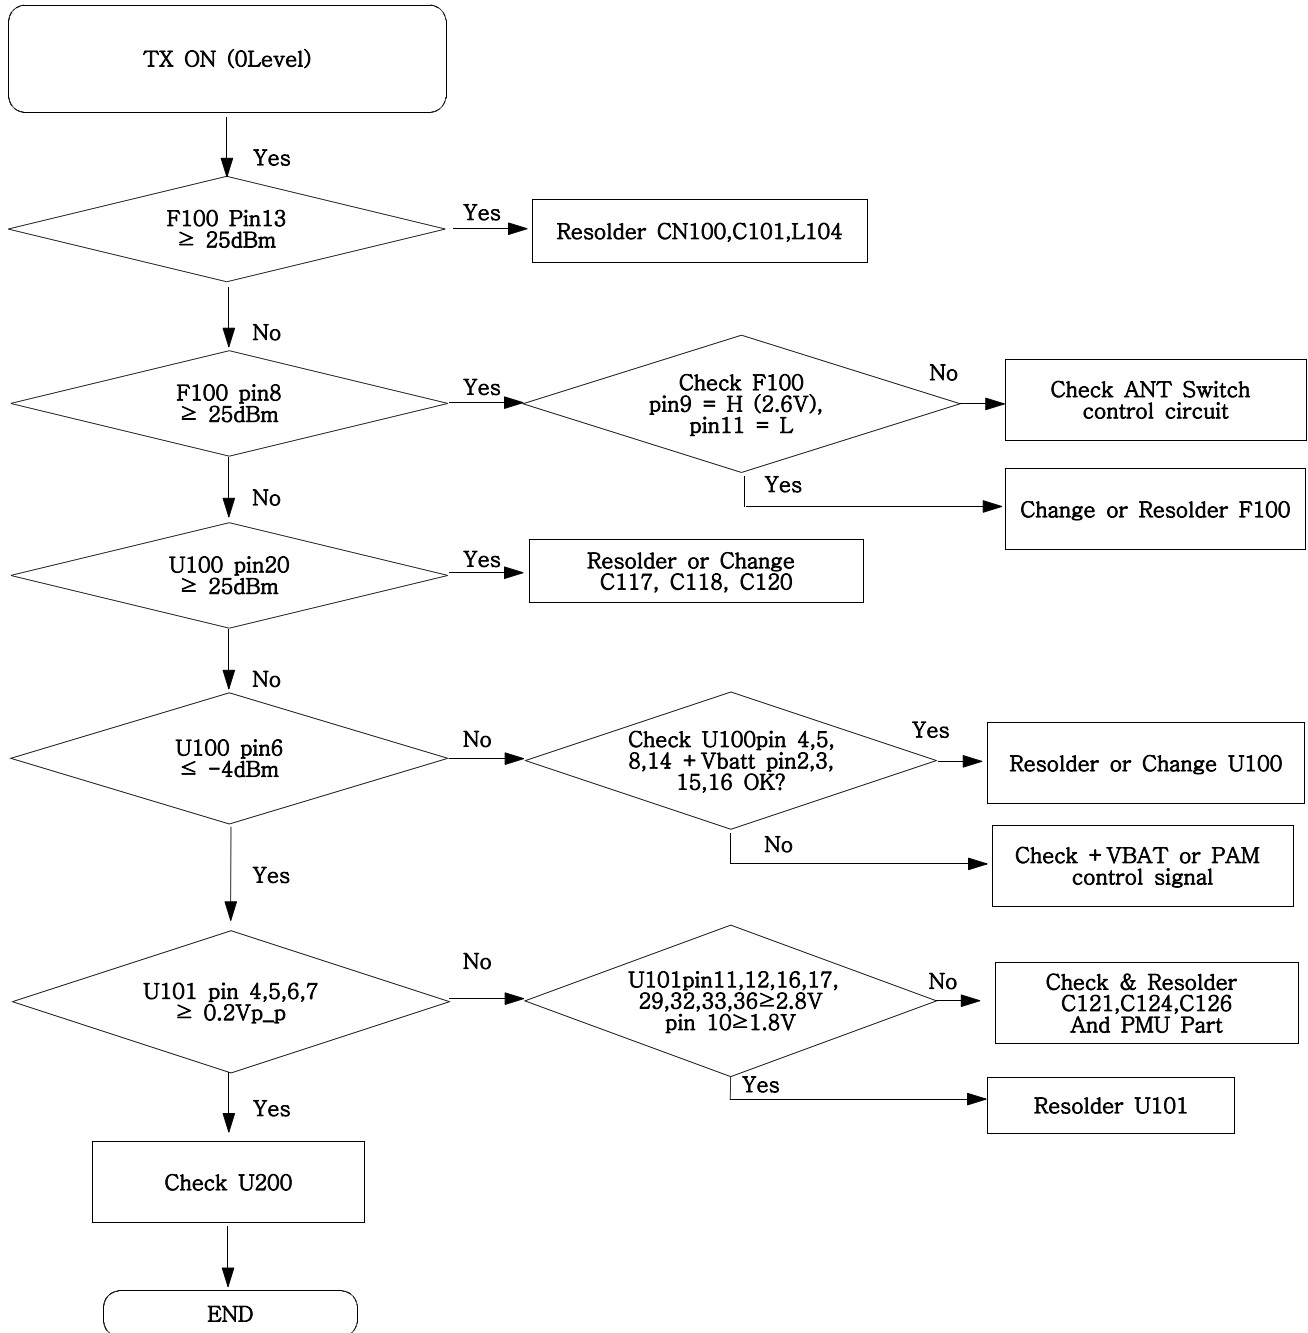 TX ON (0Level)
Yes
F100 Pin13
≥ 25dBm
Yes
Resolder CN100,C101,L104
No
F100 pin8
≥ 25dBm
Yes
Check F100
pin9 = H (2.6V),
pin11 = L
No
Check ANT Switch
control circuit
Yes
Change or Resolder F100
No
U100 pin20
≥ 25dBm
Yes
Resolder or Change
C117, C118, C120
No
U100 pin6
≤ -4dBm
No
Check U100pin 4,5,
8,14 +Vbatt pin2,3,
15,16 OK?
Yes
Resolder or Change U100
No
Check +VBAT or PAM
control signal
Yes
U101 pin 4,5,6,7
≥ 0.2Vp_p
No
U101pin11,12,16,17,
29,32,33,36≥2.8V
pin 10≥1.8V
No
Check & Resolder
C121,C124,C126
And PMU Part
Yes
Resolder U101
Yes
Check U200
END